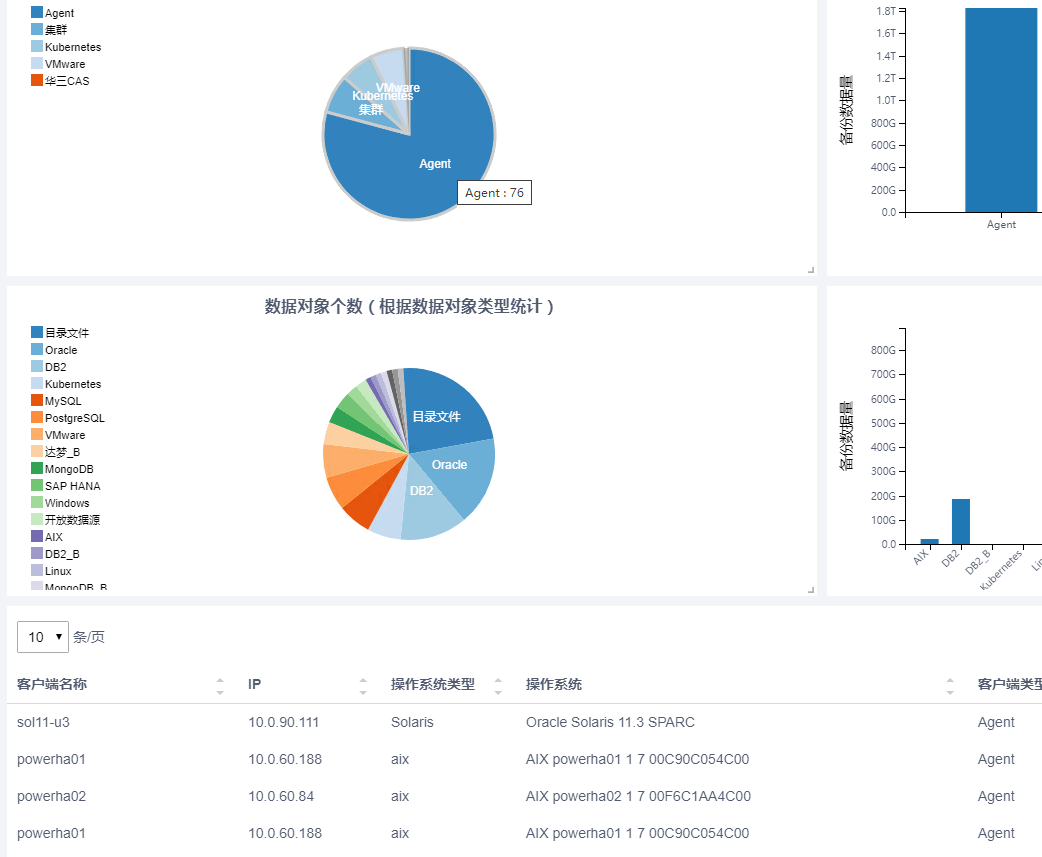 Agent
集群
Kubernetes
VMware
华三CAS
VMware
Kubernetes
集群
Agent
Agent : 76
备份数据量
1.8T
1.6T
1.4T
1.2T
1.0T
800G
600G
400G
200G
0.0
Agent
数据对象个数（根据数据对象类型统计）
目录文件
Oracle
DB2
Kubernetes
MySQL
PostgreSQL
VMware
达梦_B
MongoDB
SAP HANA
Windows
开放数据源
AIX
DB2_B
Linux
MongoDB_B
目录文件
Oracle
DB2
备份数据量
800G
700G
600G
500G
400G
300G
200G
100G
0.0
AIX
DB2
DB2_B
Kubernetes
Lin
10 条/页
客户端名称 IP 操作系统类型 操作系统 客户端类型
sol11-u3 10.0.90.111 Solaris Oracle Solaris 11.3 SPARC Agent
powerha01 10.0.60.188 aix AIX powerha01 1 7 00C90C054C00 Agent
powerha02 10.0.60.84 aix AIX powerha02 1 7 00F6C1AA4C00 Agent
powerha01 10.0.60.188 aix AIX powerha01 1 7 00C90C054C00 Agent